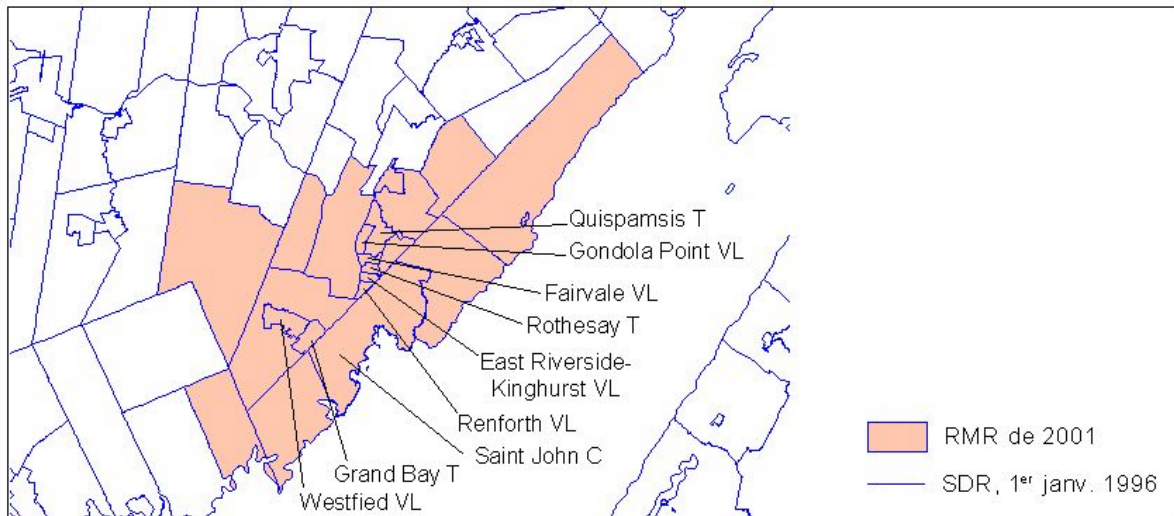 Quispamsis T
Gondola Point VL
Fairvale VL
Rothesay T
East Riverside-
Kinghurst VL
Renforth VL
Saint John C
Grand Bay T
Westfied VL
RMR de 2001
SDR, 1er janv. 1996